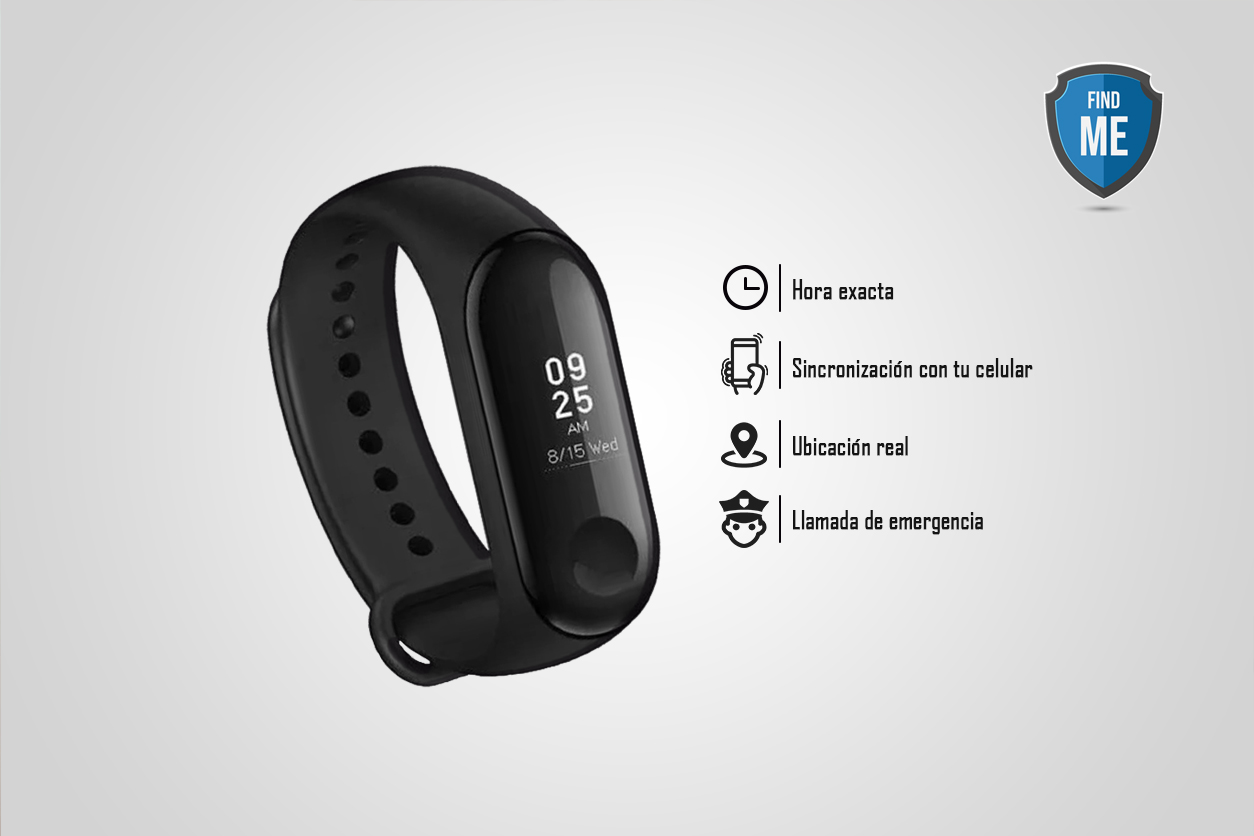 FIND
ME
09
25
AM
8/15 Wed
Hora exacta
Sincronización con tu celular
Ubicación real
Llamada de emergencia